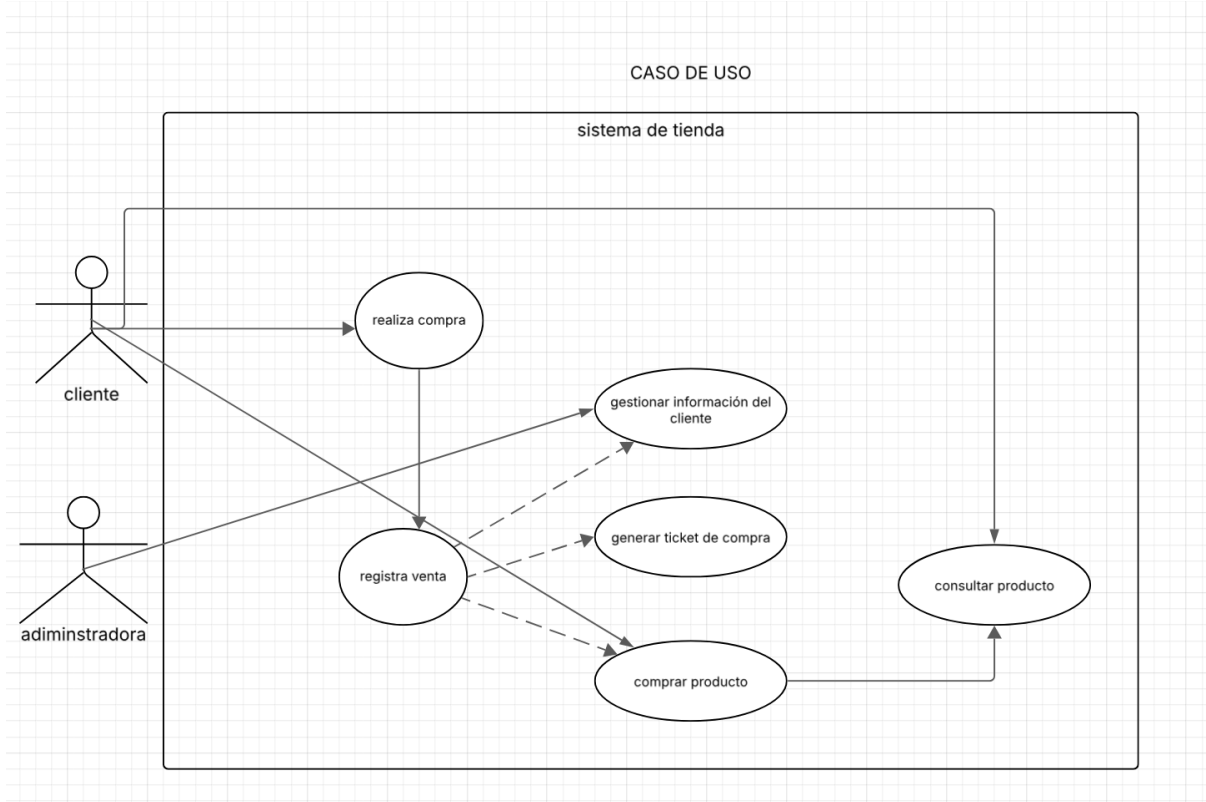 CASO DE USO
sistema de tienda
realiza compra
cliente
gestionar información del
cliente
generar ticket de compra
registra venta
consultar producto
adiminstradora
comprar producto